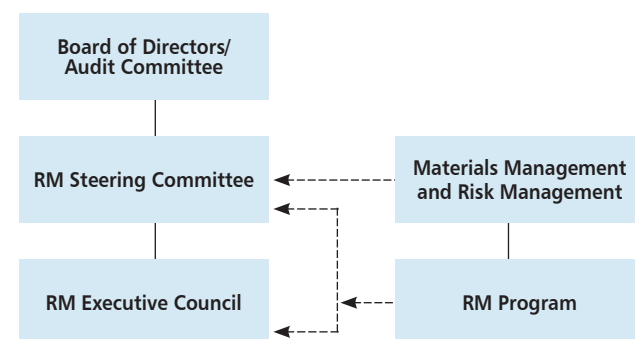 Board of Directors/
Audit Committee
RM Steering Committee
Materials Management
and Risk Management
RM Executive Council
RM Program